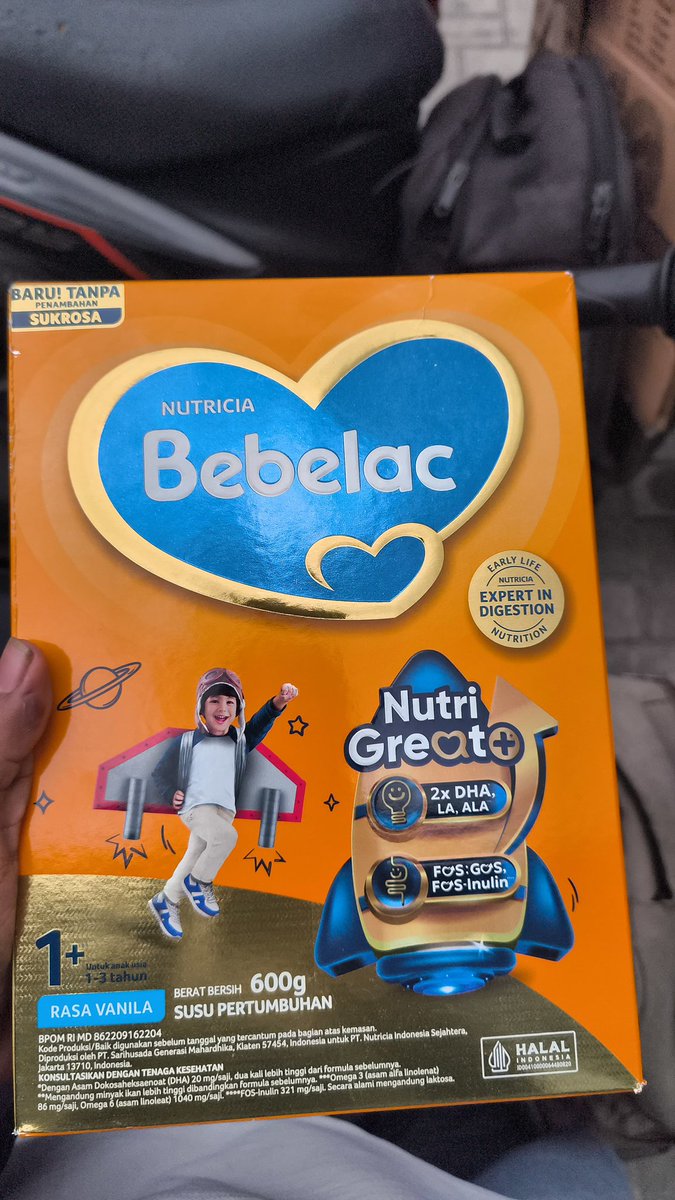 BARU! TANPA
PENAMBAHAN
SUKROSA
NUTRICIA
Bebelac
EARLY LIFE
NUTRICIA
EXPERT IN
DIGESTION
NUTRITION
Nutri
Great+
2x DHA,
LA, ALA
FOS:GOS,
FOS-Inulin
1+
Untuk anak usia
1-3 tahun
RASA VANILA
BERAT BERSIH 600g
SUSU PERTUMBUHAN
BPOM RI MD 862209162204
Kode Produksi/Baik digunakan sebelum tanggal yang tercantum pada bagian atas kemasan.
Diproduksi oleh PT. Sarihusada Generasi Mahardhika, Klaten 57454, Indonesia untuk PT. Nutricia Indonesia Sejahtera,
Jakarta 13710, Indonesia.
KONSULTASIKAN DENGAN TENAGA KESEHATAN
*Dengan Asam Dokosaheksaenoat (DHA) 20 mg/saji, dua kali lebih tinggi dari formula sebelumnya.
**Mengandung minyak ikan lebih tinggi dibandingkan formula sebelumnya. ***Omega 3 (asam alfa linolenat)
86 mg/saji, Omega 6 (asam linoleat) 1040 mg/saji. ****FOS-Inulin 321 mg/saji. Secara alami mengandung laktosa.
HALAL
INDONESIA